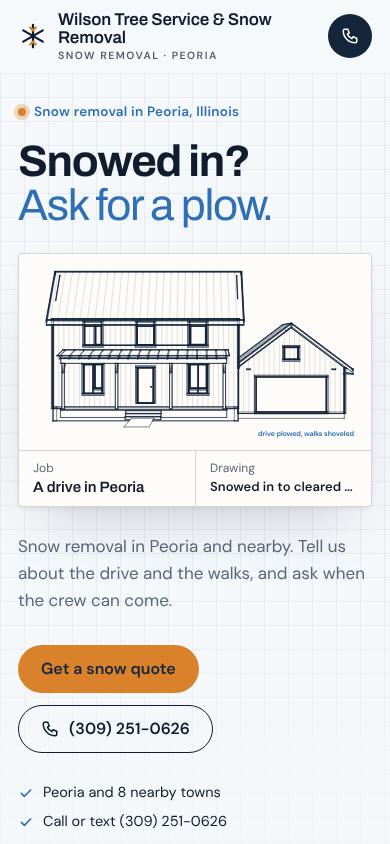 Wilson Tree Service & Snow
Removal
SNOW REMOVAL · PEORIA
Snow removal in Peoria, Illinois
Snowed in?
Ask for a plow.
drive plowed, walks shoveled
Job
A drive in Peoria
Drawing
Snowed in to cleared ...
Snow removal in Peoria and nearby. Tell us
about the drive and the walks, and ask when
the crew can come.
Get a snow quote
(309) 251-0626
Peoria and 8 nearby towns
Call or text (309) 251-0626